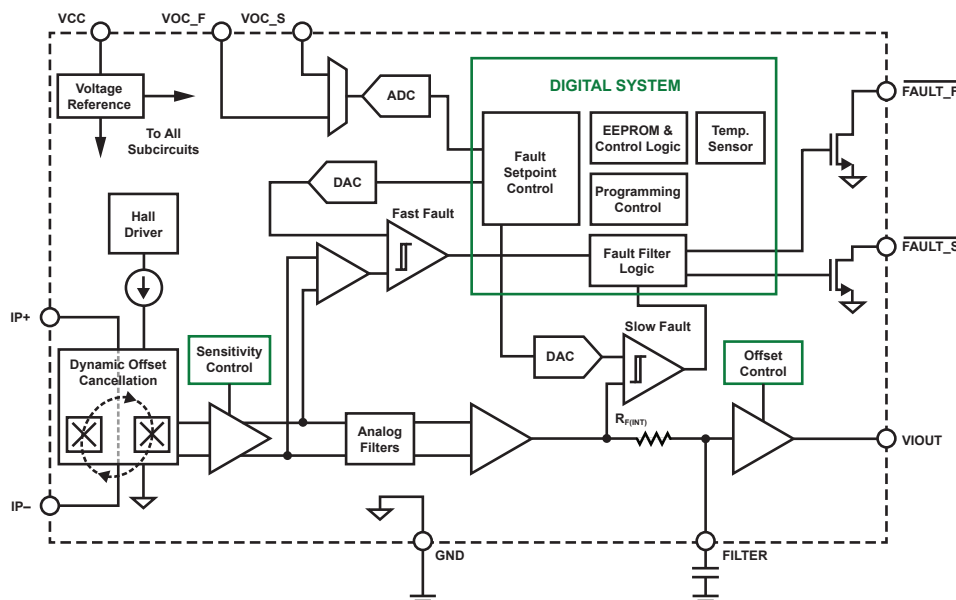 VCC
VOC_F
VOC_S
Voltage
Reference
To All
Subcircuits
ADC
DIGITAL SYSTEM
Fault
Setpoint
Control
EEPROM &
Control Logic
Temp.
Sensor
Programming
Control
Fault Filter
Logic
FAULT_F
FAULT_S
DAC
Fast Fault
Hall
Driver
IP+
Dynamic Offset
Cancellation
Sensitivity
Control
DAC
Slow Fault
Offset
Control
RF(INT)
Analog
Filters
VIOUT
IP–
GND
FILTER